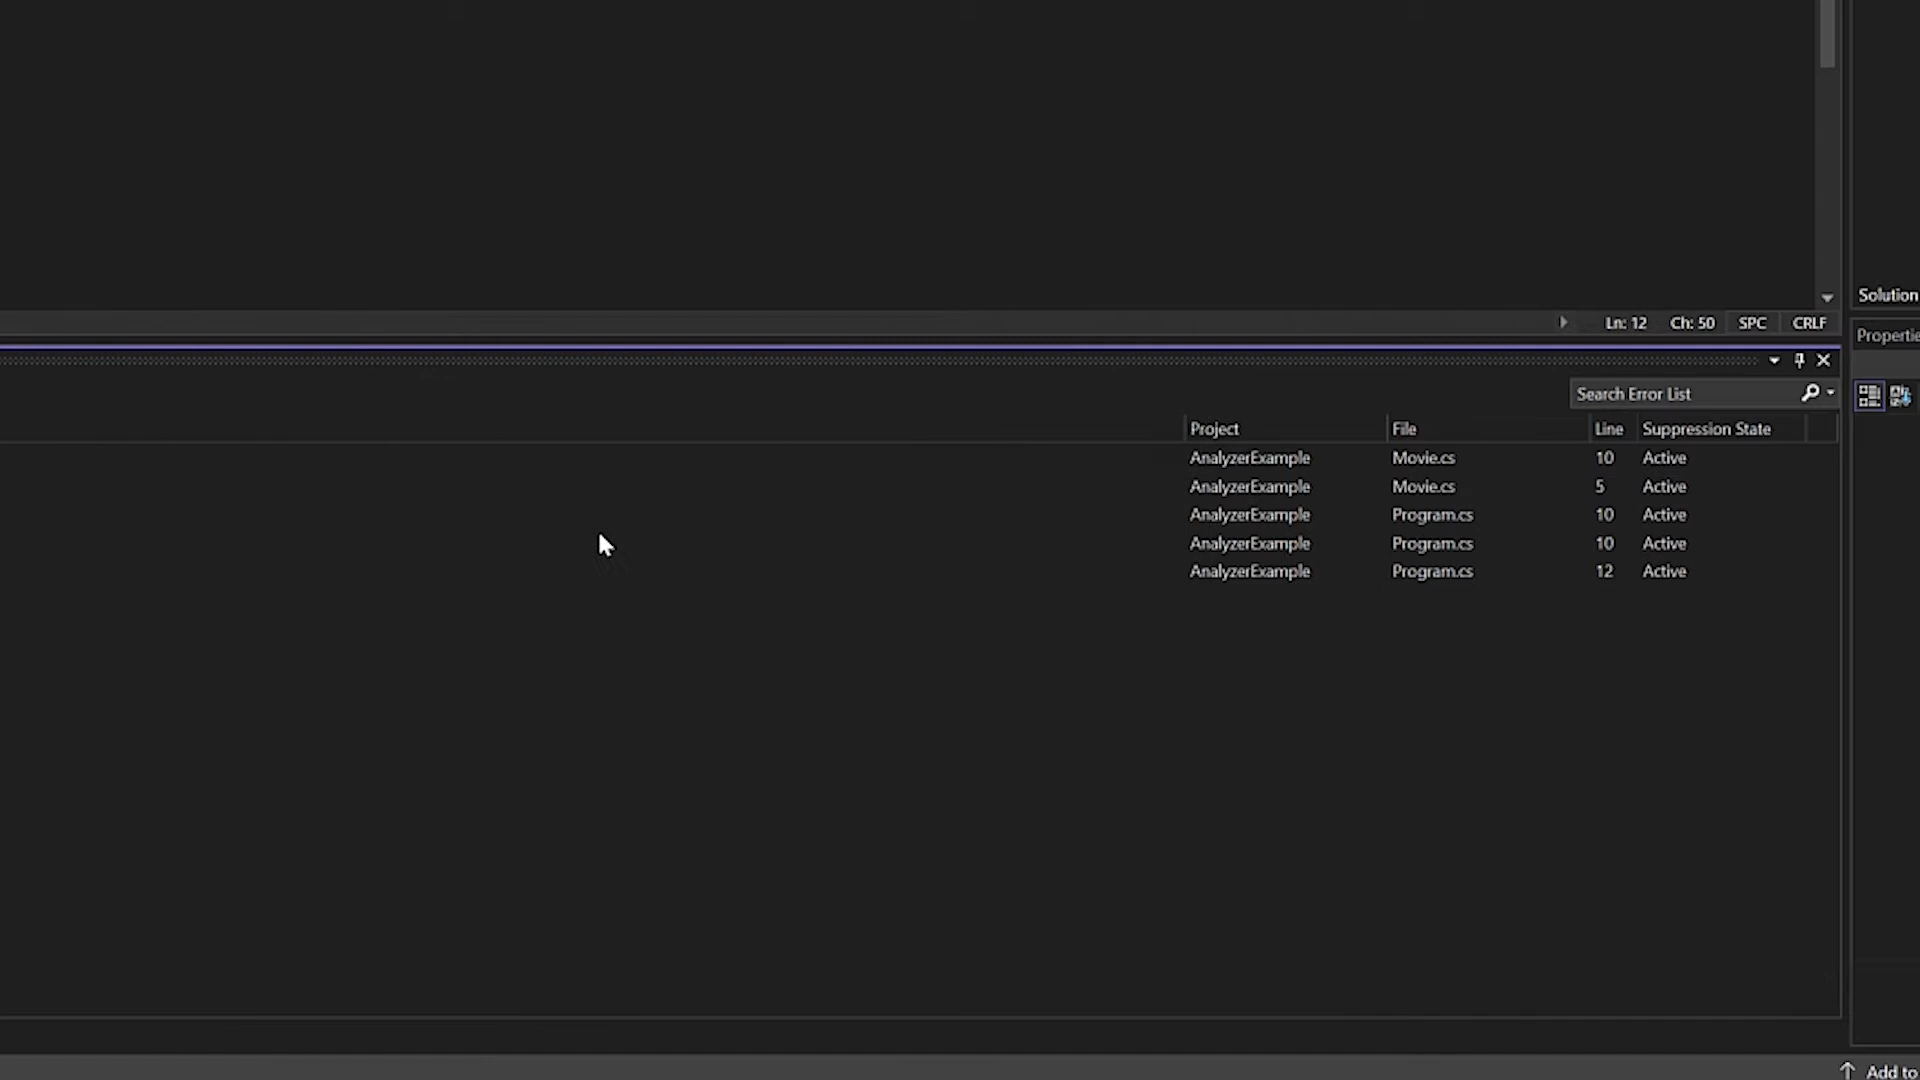 Solution
Ln: 12 Ch: 50 SPC CRLF
Propertie
Search Error List
Project File Line Suppression State
AnalyzerExample Movie.cs 10 Active
AnalyzerExample Movie.cs 5 Active
AnalyzerExample Program.cs 10 Active
AnalyzerExample Program.cs 10 Active
AnalyzerExample Program.cs 12 Active
Add to